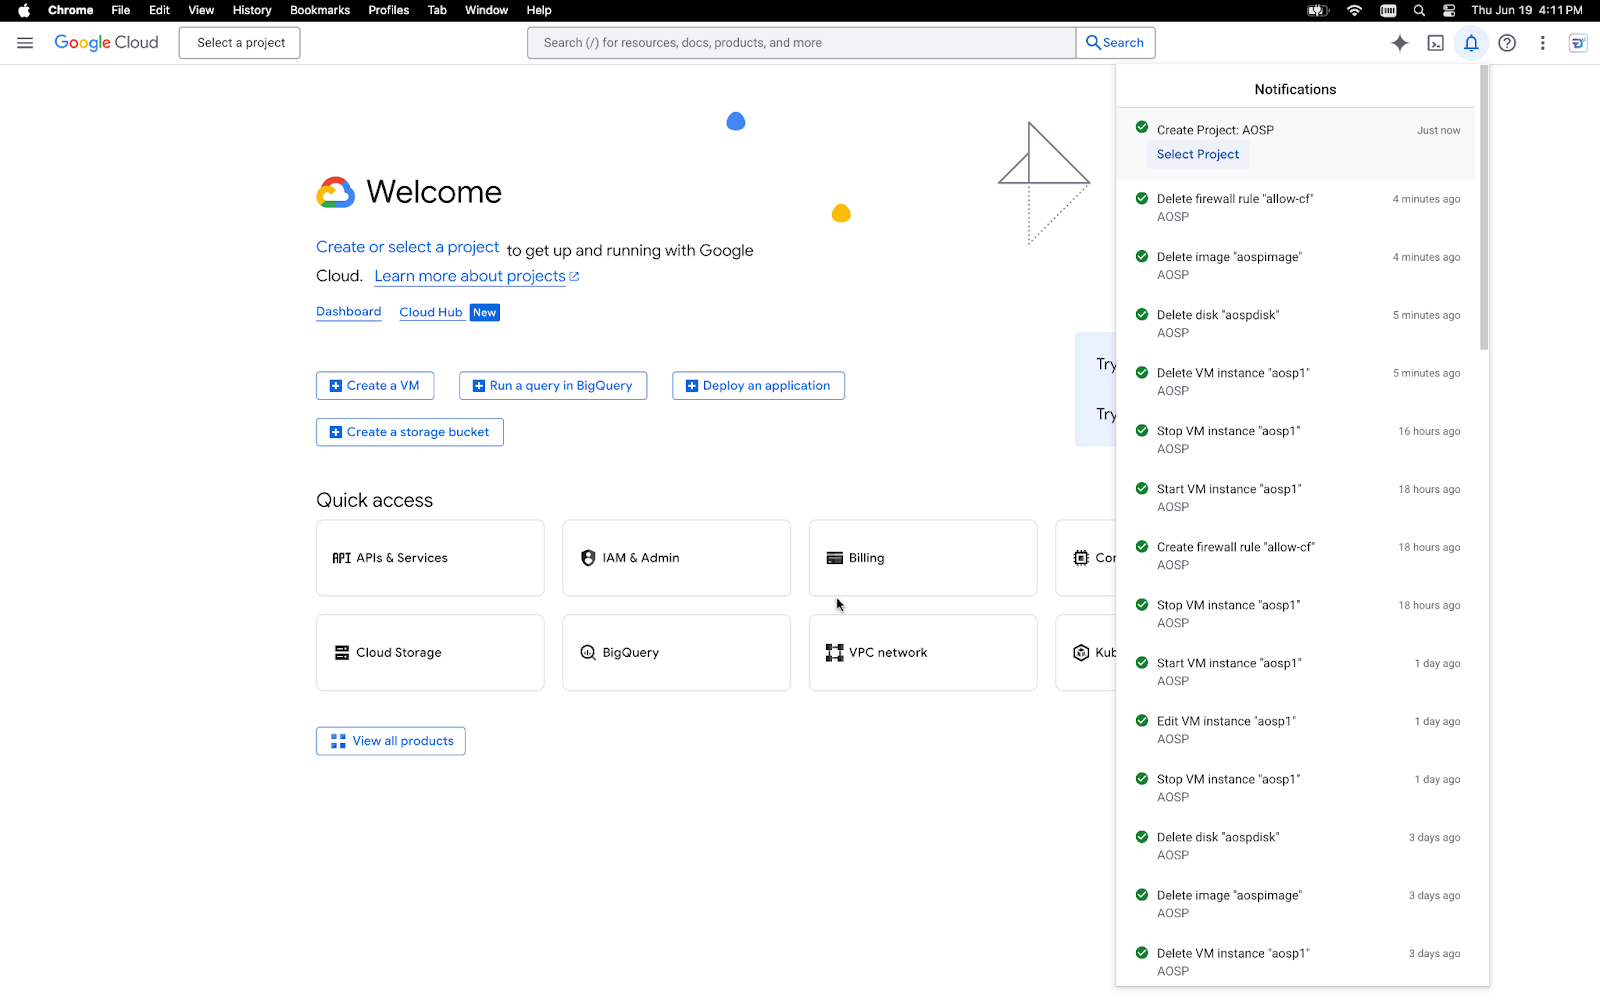 Chrome File Edit View History Bookmarks Profiles Tab Window Help Thu Jun 19 4:11 PM
Google Cloud Select a project Search (/) for resources, docs, products, and more Search
Notifications
Create Project: AOSP Just now
Select Project
Delete firewall rule "allow-cf" 4 minutes ago
AOSP
Delete image "aospimage" 4 minutes ago
AOSP
Delete disk "aospdisk" 5 minutes ago
AOSP
Delete VM instance "aosp1" 5 minutes ago
AOSP
Stop VM instance "aosp1" 16 hours ago
AOSP
Start VM instance "aosp1" 18 hours ago
AOSP
Create firewall rule "allow-cf" 18 hours ago
AOSP
Stop VM instance "aosp1" 18 hours ago
AOSP
Start VM instance "aosp1" 1 day ago
AOSP
Edit VM instance "aosp1" 1 day ago
AOSP
Stop VM instance "aosp1" 1 day ago
AOSP
Delete disk "aospdisk" 3 days ago
AOSP
Delete image "aospimage" 3 days ago
AOSP
Delete VM instance "aosp1" 3 days ago
AOSP
Welcome
Create or select a project to get up and running with Google
Cloud. Learn more about projects
Dashboard Cloud Hub New
Create a VM Run a query in BigQuery Deploy an application
Create a storage bucket
Try
Try
Quick access
API APIs & Services IAM & Admin Billing
Cloud Storage BigQuery VPC network
View all products